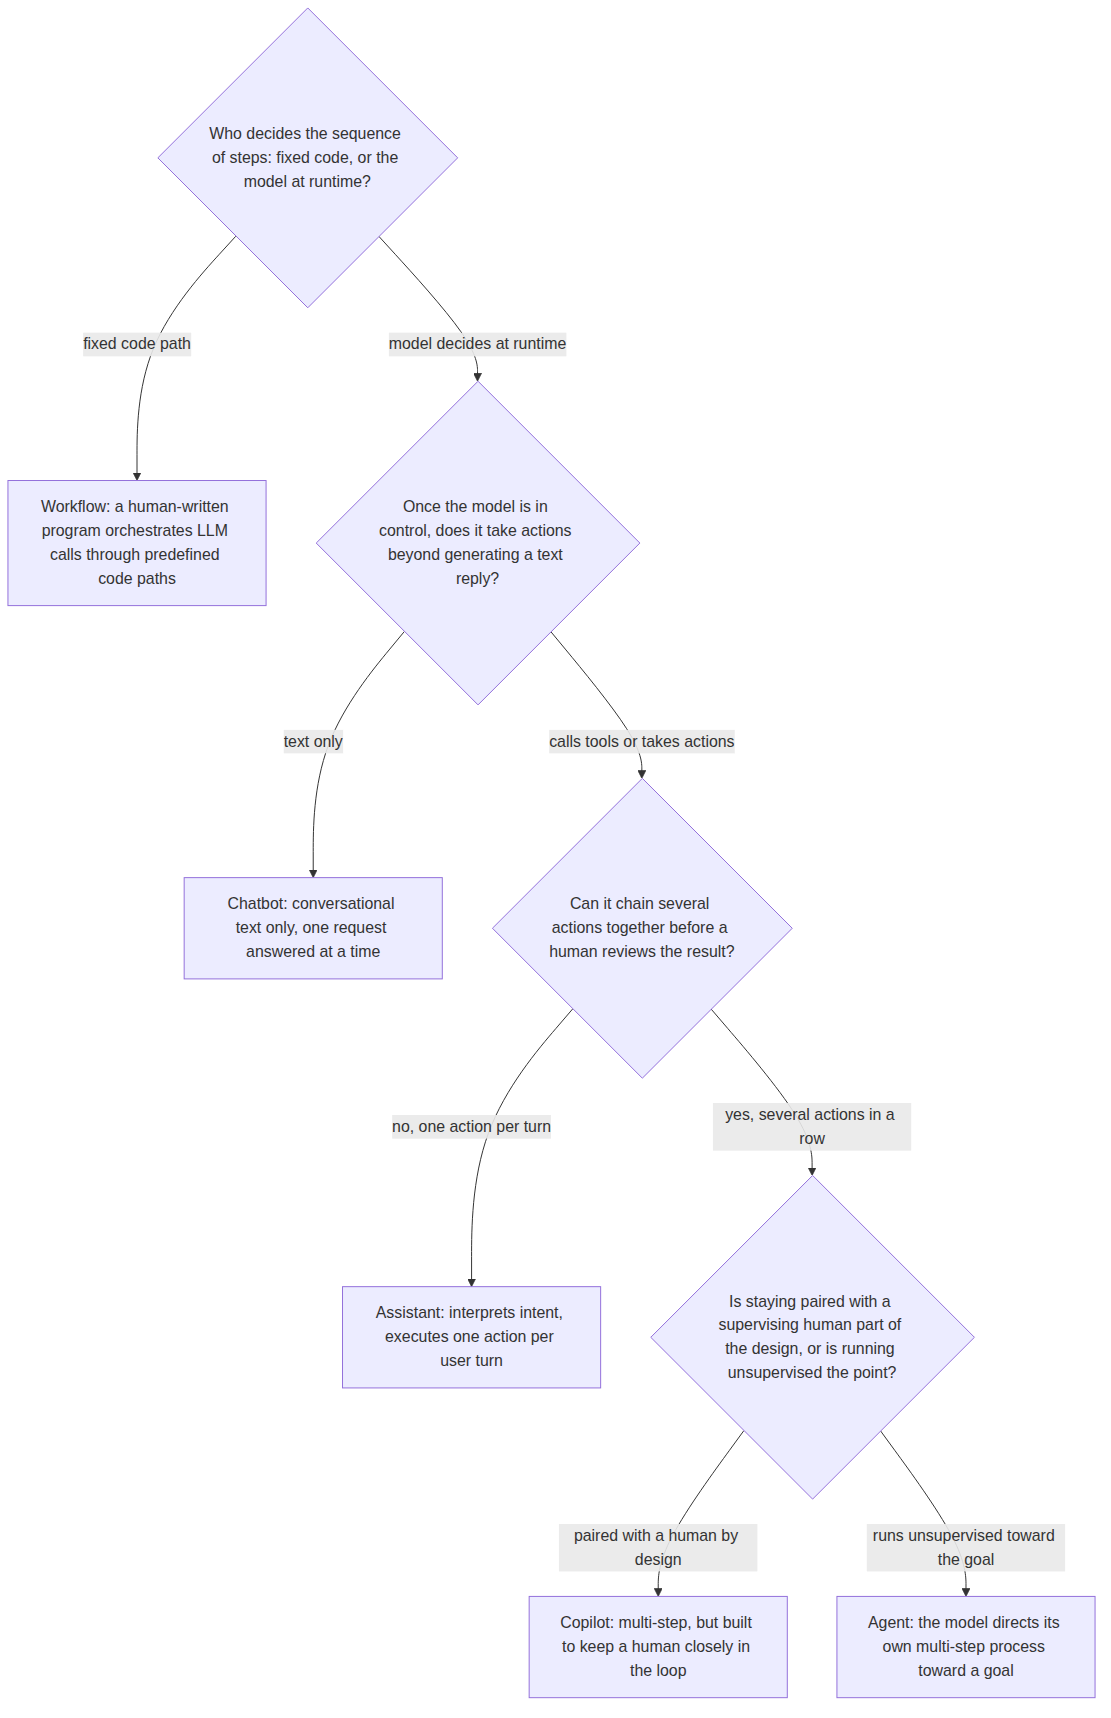 Who decides the sequence
of steps: fixed code, or the
model at runtime?
fixed code path
model decides at runtime
Workflow: a human-written
program orchestrates LLM
calls through predefined
code paths
Once the model is in
control, does it take actions
beyond generating a text
reply?
text only
calls tools or takes actions
Chatbot: conversational
text only, one request
answered at a time
Can it chain several
actions together before a
human reviews the result?
no, one action per turn
yes, several actions in a
row
Assistant: interprets intent,
executes one action per
user turn
Is staying paired with a
supervising human part of
the design, or is running
unsupervised the point?
paired with a human by
design
runs unsupervised toward
the goal
Copilot: multi-step, but built
to keep a human closely in
the loop
Agent: the model directs its
own multi-step process
toward a goal